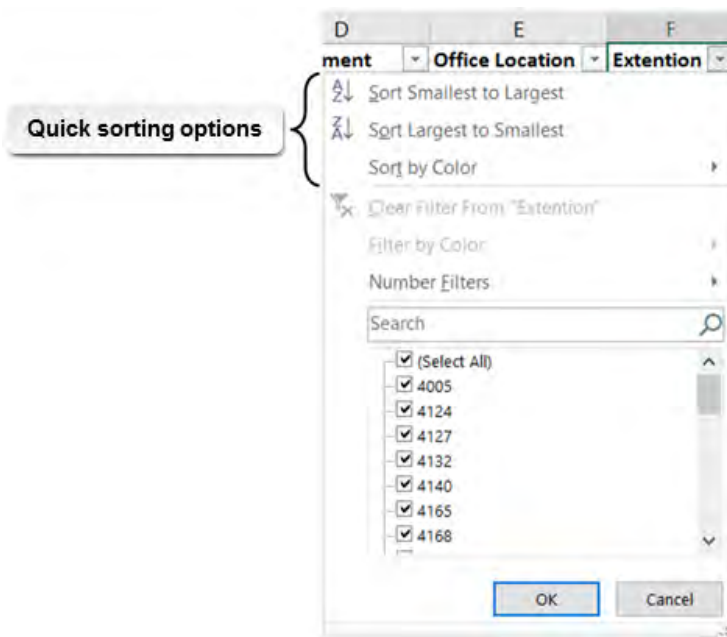 D E F
ment Office Location Extention
Quick sorting options
Sort Smallest to Largest
Sort Largest to Smallest
Sort by Color
Clear Filter From "Extention"
Filter by Color
Number Filters
Search
(Select All)
4005
4124
4127
4132
4140
4165
4168
OK Cancel